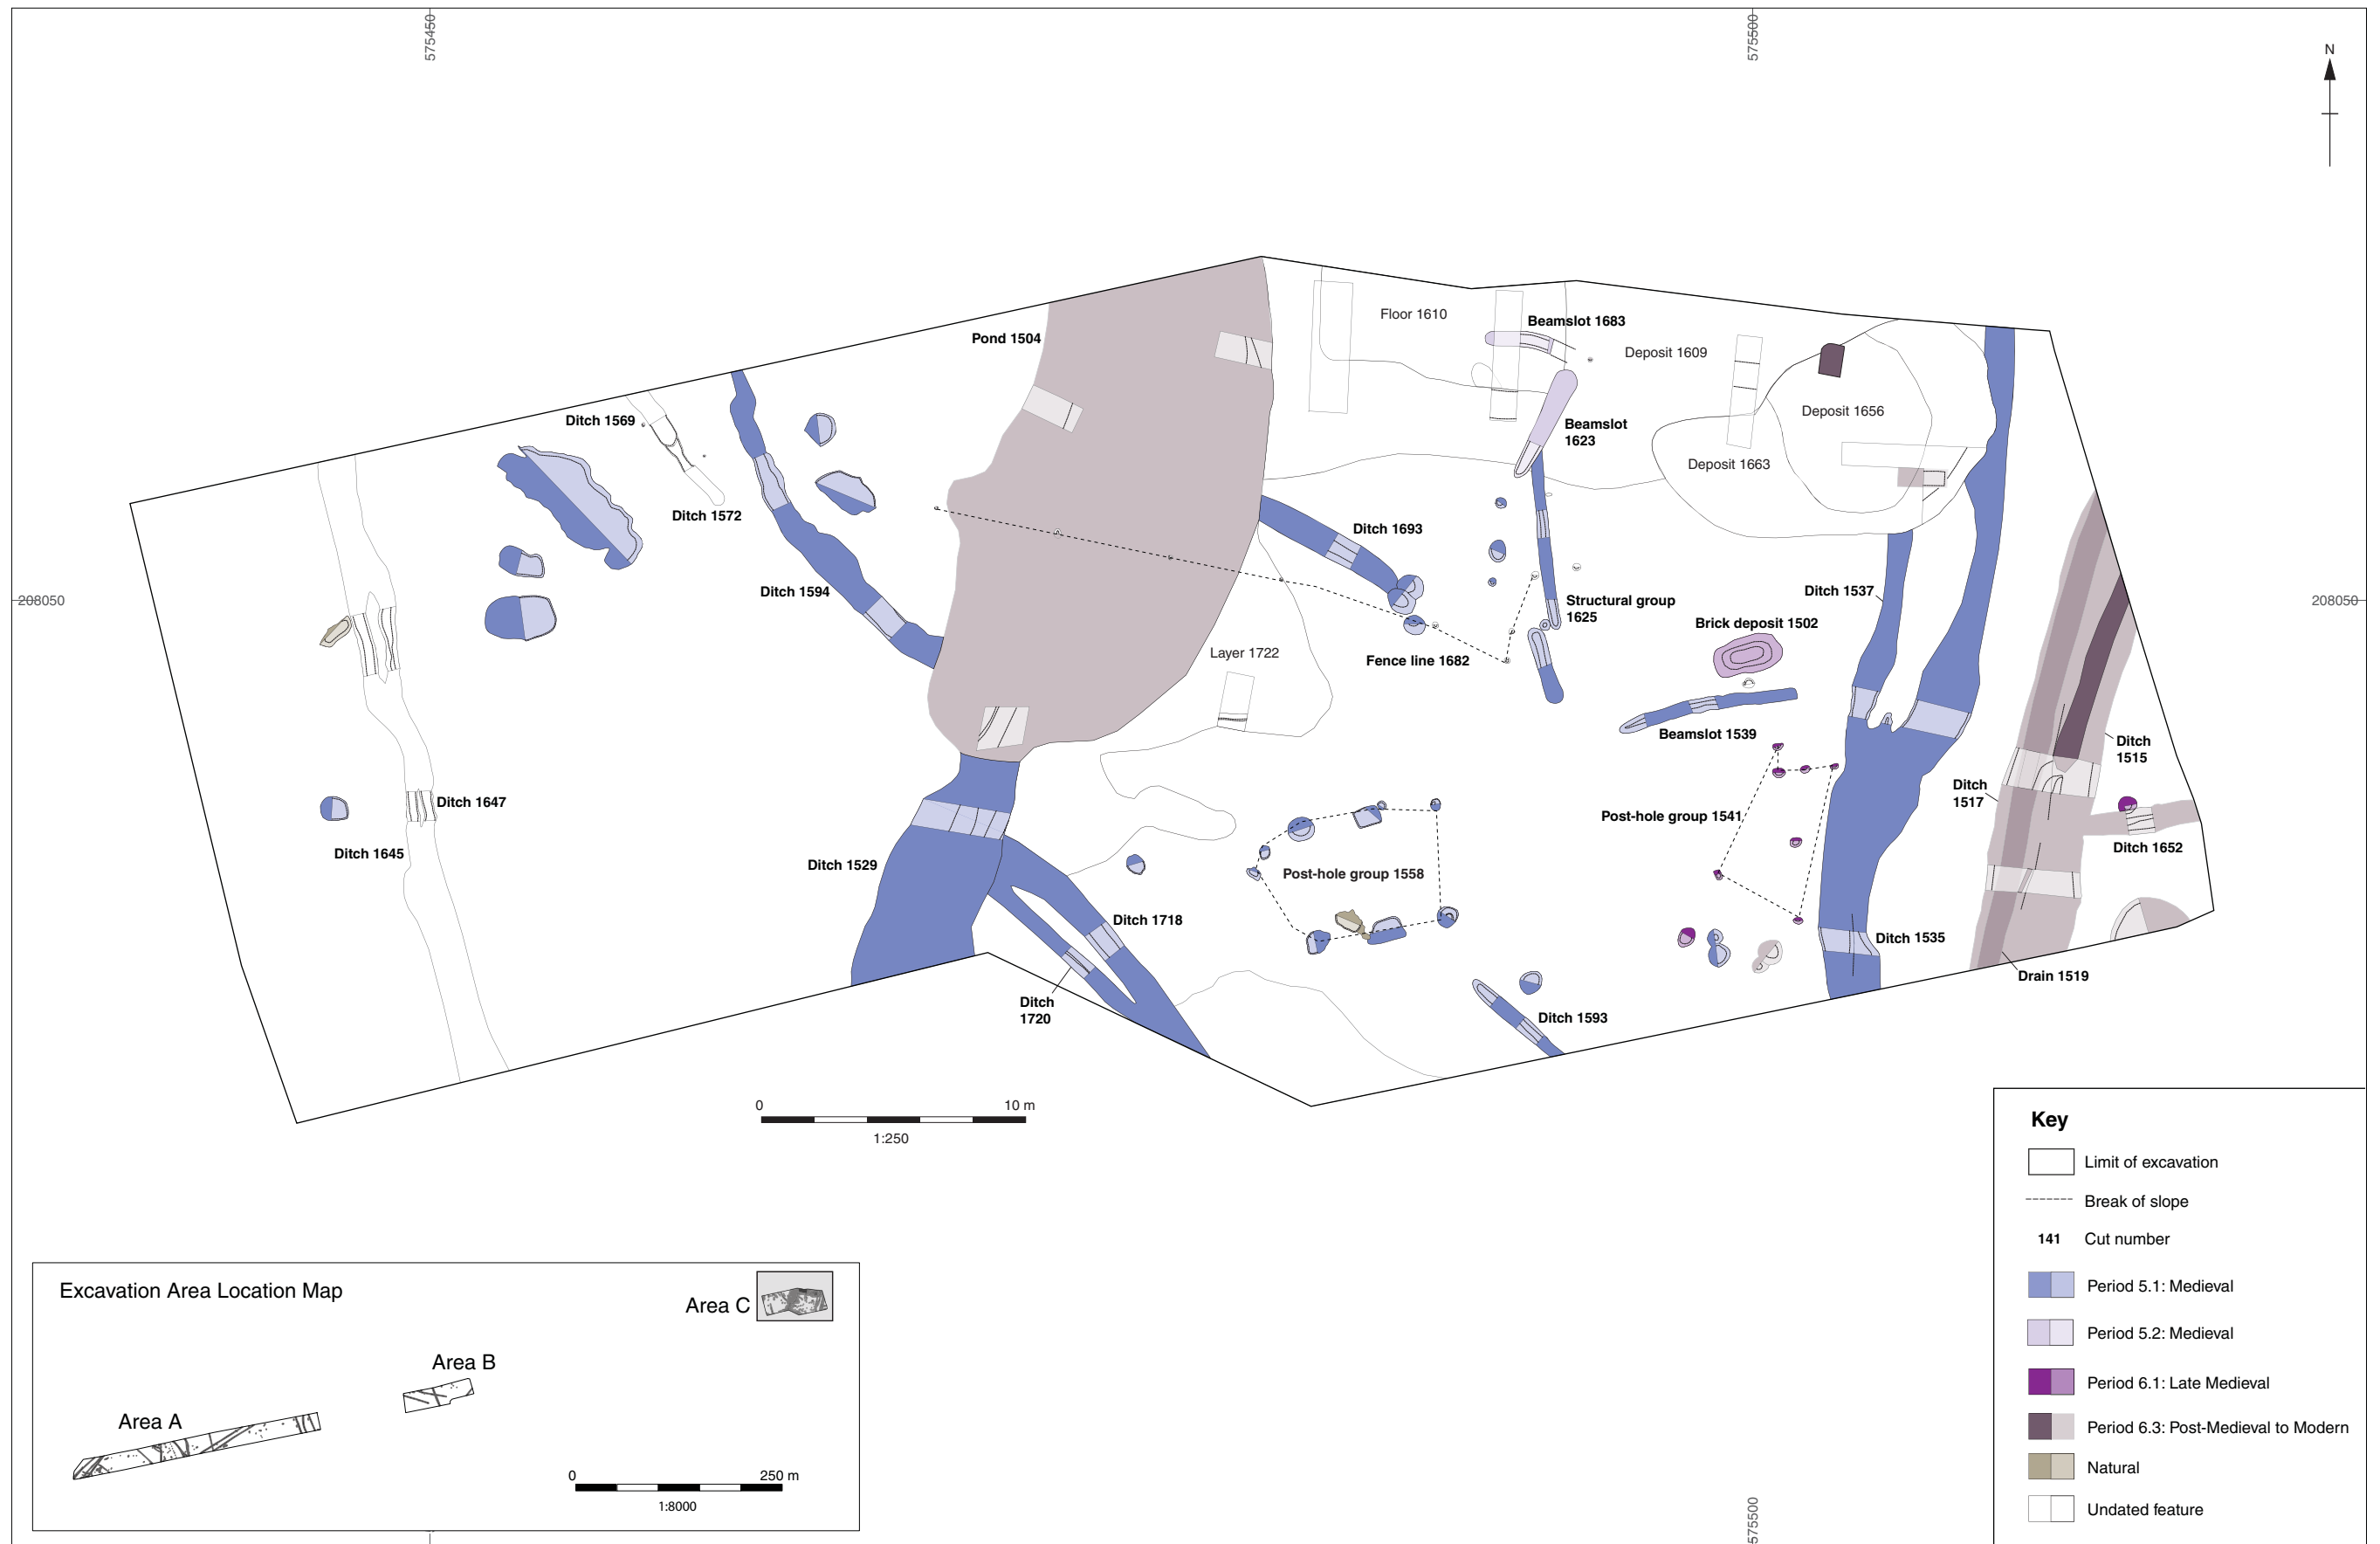 575450
575500
N
208050
208050
Pond 1504
Floor 1610
Beamslot 1683
Deposit 1609
Ditch 1569
Beamslot
1623
Deposit 1656
Deposit 1663
Ditch 1572
Ditch 1693
Ditch 1594
Ditch 1537
Structural group
1625
Brick deposit 1502
Layer 1722
Fence line 1682
Beamslot 1539
Ditch
1515
Ditch
1517
Ditch 1647
Post-hole group 1541
Ditch 1645
Ditch 1652
Ditch 1529
Post-hole group 1558
Ditch 1718
Ditch 1535
Drain 1519
Ditch
1720
Ditch 1593
0 10 m
1:250
Key
Limit of excavation
Break of slope
141 Cut number
Period 5.1: Medieval
Period 5.2: Medieval
Period 6.1: Late Medieval
Period 6.3: Post-Medieval to Modern
Natural
Undated feature
Excavation Area Location Map
Area C
Area B
Area A
0 250 m
1:8000
575500